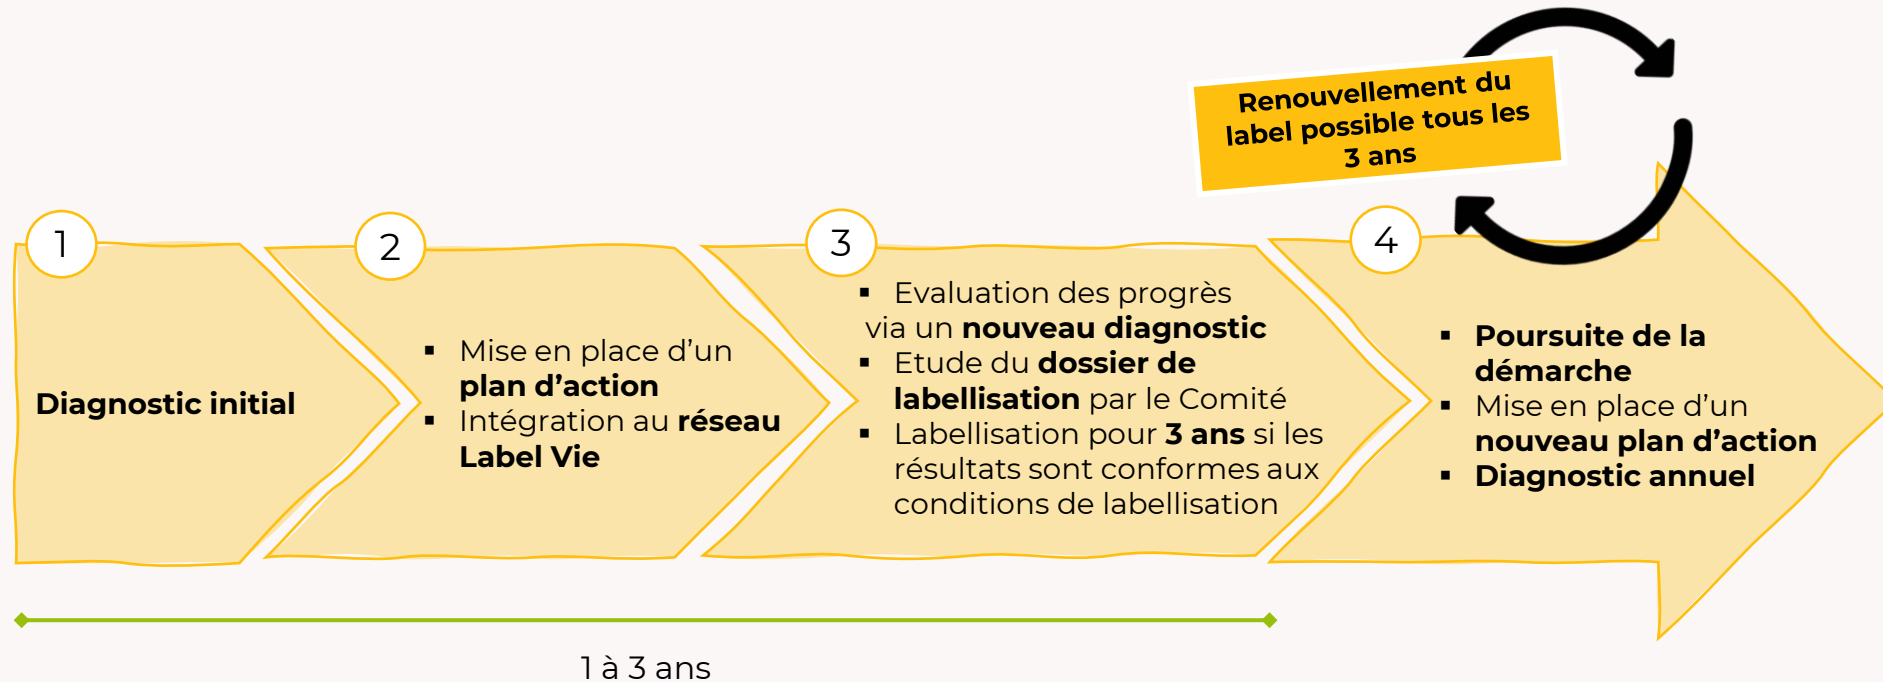 Renouvellement du
label possible tous les
3 ans
1
Diagnostic initial
2
▪ Mise en place d’un
plan d’action
▪ Intégration au réseau
Label Vie
3
▪ Evaluation des progrès
via un nouveau diagnostic
▪ Etude du dossier de
labellisation par le Comité
▪ Labellisation pour 3 ans si les
résultats sont conformes aux
conditions de labellisation
4
▪ Poursuite de la
démarche
▪ Mise en place d’un
nouveau plan d’action
▪ Diagnostic annuel
1 à 3 ans